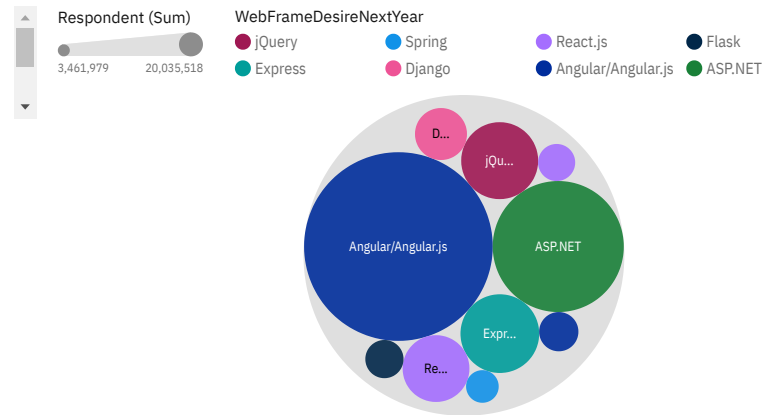 Respondent (Sum)
3,461,979 20,035,518
WebFrameDesireNextYear
jQuery Spring React.js Flask
Express Django Angular/Angular.js ASP.NET
D...
jQu...
Angular/Angular.js
ASP.NET
Expr...
Re...